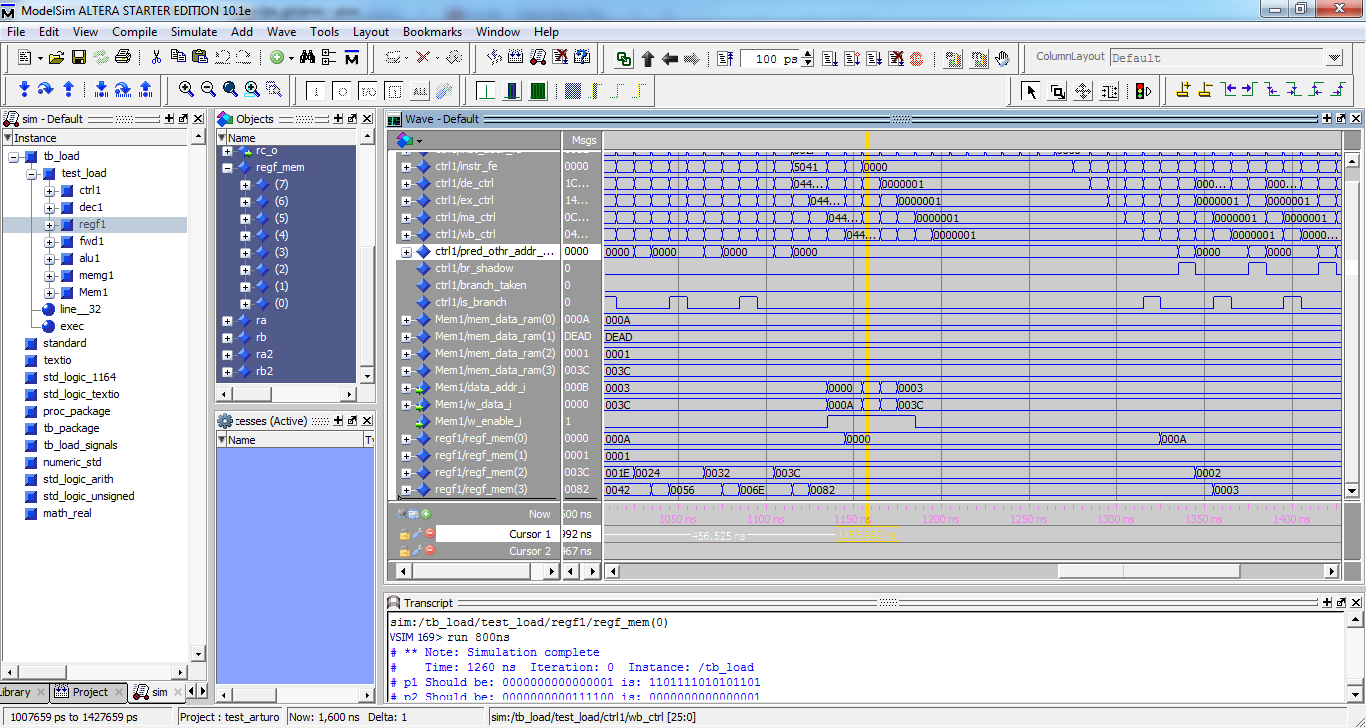 ModelSim ALTERA STARTER EDITION 10.1e
File Edit View Compile Simulate Add Wave Tools Layout Bookmarks Window Help
100 ps
ColumnLayout Default
ALL
sim - Default
Instance
tb_load
test_load
ctrl1
dec1
regf1
fwd1
alu1
memg1
Mem1
line__32
exec
standard
textio
std_logic_1164
std_logic_textio
proc_package
tb_package
tb_load_signals
numeric_std
std_logic_arith
std_logic_unsigned
math_real
Library Project sim
Objects
Name
rc_o
regf_mem
(7)
(6)
(5)
(4)
(3)
(2)
(1)
(0)
ra
rb
ra2
rb2
cesses (Active)
Name Ty
Wave - Default
Msgs
ctrl1/instr_fe 0000 5041 0000
ctrl1/de_ctrl 1C... 044... 0000001 000... 000...
ctrl1/ex_ctrl 14... 044... 0000001 0000001 0000001
ctrl1/ma_ctrl 0C... 044... 0000001 0000001 0000001
ctrl1/wb_ctrl 04... 044... 0000001 0000001 0000...
ctrl1/pred_othr_addr_... 0000 0000 0000 0000 0000 0000 0000
ctrl1/br_shadow 0
ctrl1/branch_taken 0
ctrl1/is_branch 0
Mem1/mem_data_ram(0) 000A 000A
Mem1/mem_data_ram(1) DEAD DEAD
Mem1/mem_data_ram(2) 0001 0001
Mem1/mem_data_ram(3) 003C 003C
Mem1/data_addr_i 000B 0003 0000 0003
Mem1/w_data_i 0000 003C 000A 003C
Mem1/w_enable_i 1
regf1/regf_mem(0) 0000 000A 0000 000A
regf1/regf_mem(1) 0001 0001
regf1/regf_mem(2) 003C 001E 0024 0032 003C 0002
regf1/regf_mem(3) 0082 0042 0056 006E 0082 0003
Now 500 ns 1050 ns 1100 ns 1150 ns 1200 ns 1250 ns 1300 ns 1350 ns 1400 ns
Cursor 1 992 ns 456.525 ns
Cursor 2 467 ns
Transcript
sim:/tb_load/test_load/regf1/regf_mem(0)
VSIM 169> run 800ns
# ** Note: Simulation complete
# Time: 1260 ns Iteration: 0 Instance: /tb_load
# p1 Should be: 0000000000000001 is: 1101111010101101
# p2 Should be: 0000000000111100 is: 0000000000000001
1007659 ps to 1427659 ps Project : test_arturo Now: 1,600 ns Delta: 1 sim:/tb_load/test_load/ctrl1/wb_ctrl [25:0]